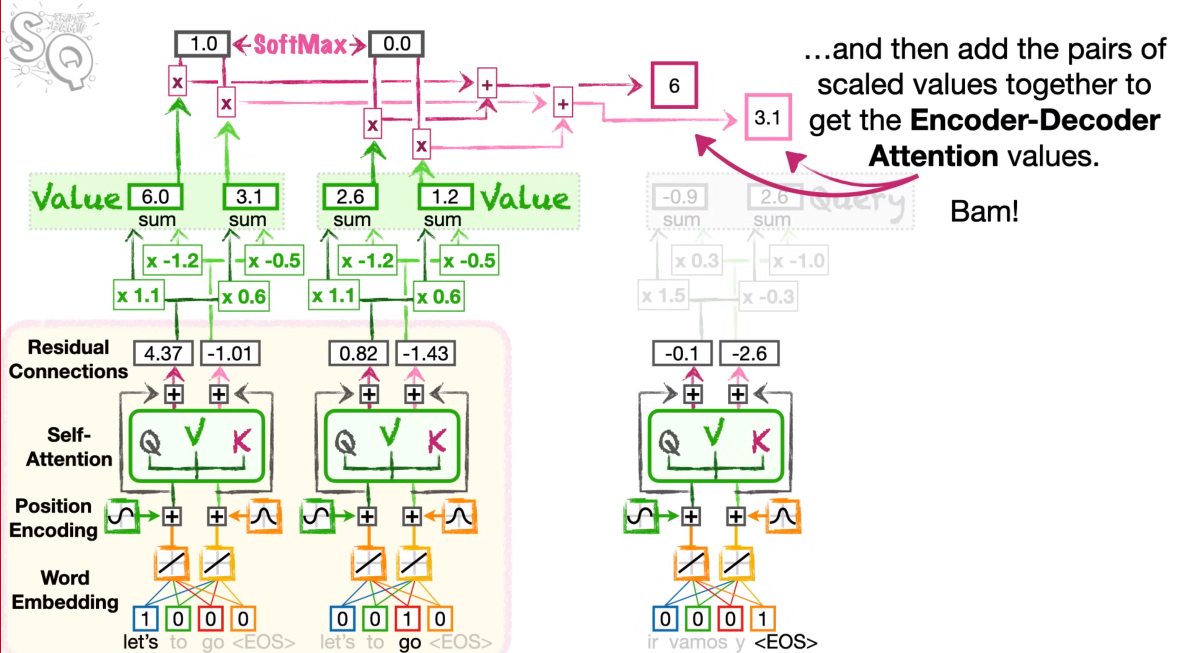 SQ
1.0 SoftMax 0.0
x x x x + +
6
3.1
...and then add the pairs of
scaled values together to
get the Encoder-Decoder
Attention values.
Bam!
Value 6.0 3.1 2.6 1.2 Value -0.9 2.6 Query
sum sum sum sum sum sum
x -1.2 x -0.5 x -1.2 x -0.5 x 0.3 x -1.0
x 1.1 x 0.6 x 1.1 x 0.6 x 1.5 x -0.3
Residual
Connections
4.37 -1.01 0.82 -1.43 -0.1 -2.6
+ + + + + +
Self-
Attention
Q V K Q V K Q V K
Position
Encoding
+ + + + + +
Word
Embedding
1 0 0 0 0 0 1 0 0 0 0 1
let's to go <EOS> let's to go <EOS> ir vamos y <EOS>